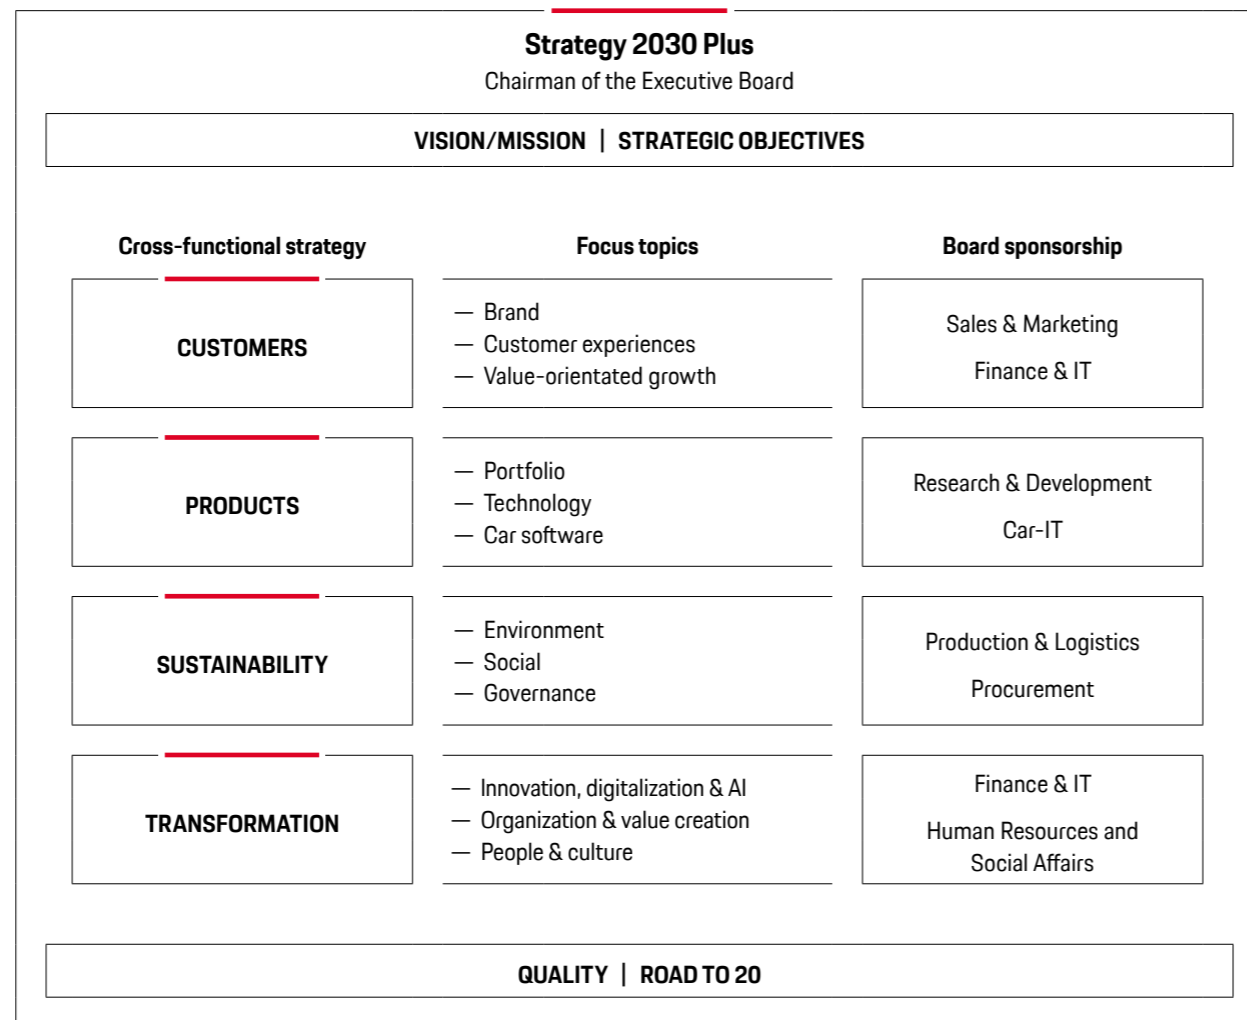 Strategy 2030 Plus
Chairman of the Executive Board
VISION/MISSION | STRATEGIC OBJECTIVES
Cross-functional strategy
Focus topics
Board sponsorship
CUSTOMERS
— Brand
— Customer experiences
— Value-orientated growth
Sales & Marketing
Finance & IT
PRODUCTS
— Portfolio
— Technology
— Car software
Research & Development
Car-IT
SUSTAINABILITY
— Environment
— Social
— Governance
Production & Logistics
Procurement
TRANSFORMATION
— Innovation, digitalization & AI
— Organization & value creation
— People & culture
Finance & IT
Human Resources and
Social Affairs
QUALITY | ROAD TO 20